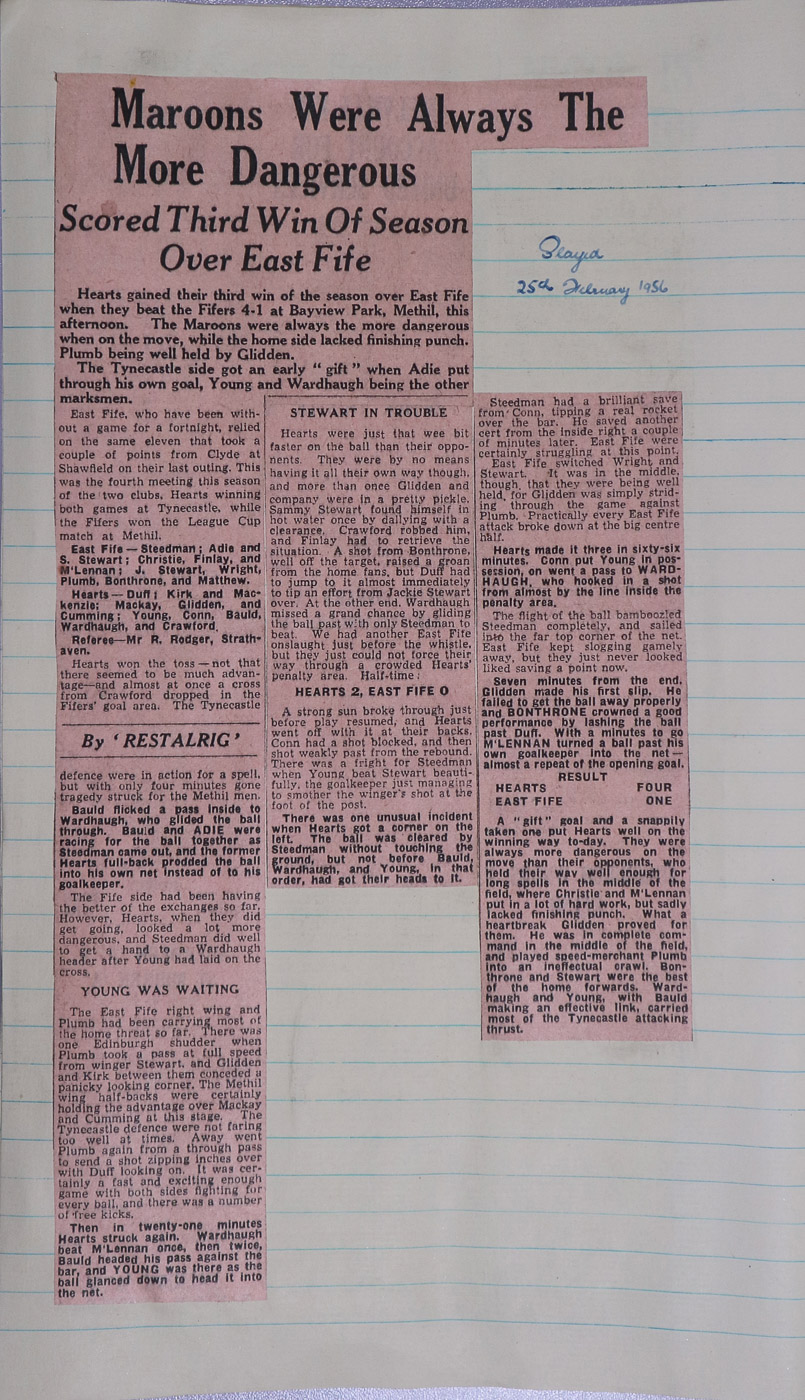 Maroons Were Always The
More Dangerous
Scored Third Win Of Season
Over East Fife
Played
25th February 1956
Hearts gained their third win of the season over East Fife
when they beat the Fifers 4-1 at Bayview Park, Methil, this
afternoon. The Maroons were always the more dangerous
when on the move, while the home side lacked finishing punch.
Plumb being well held by Glidden.
The Tynecastle side got an early " gift " when Adie put
through his own goal, Young and Wardhaugh being the other
marksmen.
East Fife, who have been with-
out a game for a fortnight, relied
on the same eleven that took a
couple of points from Clyde at
Shawfield on their last outing. This
was the fourth meeting this season
of the two clubs, Hearts winning
both games at Tynecastle, while
the Fifers won the League Cup
match at Methil.
East Fife — Steedman ; Adie and
S. Stewart ; Christie, Finlay, and
M'Lennan ; J. Stewart, Wright,
Plumb, Bonthrone, and Matthew.
Hearts — Duff ; Kirk and Mac-
kenzie; Mackay, Glidden, and
Cumming ; Young, Conn, Bauld,
Wardhaugh, and Crawford.
Referee—Mr R. Rodger, Strath-
aven.
Hearts won the toss — not that
there seemed to be much advan-
tage—and almost at once a cross
from Crawford dropped in the
Fifers' goal area. The Tynecastle
By ' RESTALRIG '
defence were in action for a spell,
but with only four minutes gone
tragedy struck for the Methil men.
Bauld flicked a pass inside to
Wardhaugh, who glided the ball
through. Bauld and ADIE were
racing for the ball together as
Steedman came out, and the former
Hearts full-back prodded the ball
into his own net instead of to his
goalkeeper.
The Fife side had been having
the better of the exchanges so far.
However, Hearts, when they did
get going, looked a lot more
dangerous, and Steedman did well
to get a hand to a Wardhaugh
header after Young had laid on the
cross.
YOUNG WAS WAITING
The East Fife right wing and
Plumb had been carrying most of
the home threat so far. There was
one Edinburgh shudder when
Plumb took a pass at full speed
from winger Stewart, and Glidden
and Kirk between them conceded a
panicky looking corner. The Methil
wing half-backs were certainly
holding the advantage over Mackay
and Cumming at this stage. The
Tynecastle defence were not faring
too well at times. Away went
Plumb again from a through pass
to send a shot zipping inches over
with Duff looking on. It was cer-
tainly a fast and exciting enough
game with both sides fighting for
every ball, and there was a number
of free kicks.
Then in twenty-one minutes
Hearts struck again. Wardhaugh
beat M'Lennan once, then twice,
Bauld headed his pass against the
bar, and YOUNG was there as the
ball glanced down to head it into
the net.
STEWART IN TROUBLE
Hearts were just that wee bit
faster on the ball than their oppo-
nents. They were by no means
having it all their own way though,
and more than once Glidden and
company were in a pretty pickle.
Sammy Stewart found himself in
hot water once by dallying with a
clearance. Crawford robbed him,
and Finlay had to retrieve the
situation. A shot from Bonthrone,
well off the target, raised a groan
from the home fans, but Duff had
to jump to it almost immediately
to tip an effort from Jackie Stewart
over. At the other end, Wardhaugh
missed a grand chance by gliding
the ball past with only Steedman to
beat. We had another East Fife
onslaught just before the whistle,
but they just could not force their
way through a crowded Hearts'
penalty area. Half-time :
HEARTS 2, EAST FIFE 0
A strong sun broke through just
before play resumed, and Hearts
went off with it at their backs.
Conn had a shot blocked, and then
shot weakly past from the rebound.
There was a fright for Steedman
when Young beat Stewart beauti-
fully, the goalkeeper just managing
to smother the winger's shot at the
foot of the post.
There was one unusual incident
when Hearts got a corner on the
left. The ball was cleared by
Steedman without touching the
ground, but not before Bauld,
Wardhaugh, and Young, in that
order, had got their heads to it.
Steedman had a brilliant save
from Conn, tipping a real rocket
over the bar. He saved another
cert from the inside right a couple
of minutes later. East Fife were
certainly struggling at this point.
East Fife switched Wright and
Stewart. It was in the middle,
though, that they were being well
held, for Glidden was simply strid-
ing through the game against
Plumb. Practically every East Fife
attack broke down at the big centre
half.
Hearts made it three in sixty-six
minutes. Conn put Young in pos-
session, on went a pass to WARD-
HAUGH, who hooked in a shot
from almost by the line inside the
penalty area.
The flight of the ball bamboozled
Steedman completely, and sailed
into the far top corner of the net.
East Fife kept slogging gamely
away, but they just never looked
liked saving a point now.
Seven minutes from the end,
Glidden made his first slip. He
failed to get the ball away properly
and BONTHRONE crowned a good
performance by lashing the ball
past Duff. With a minutes to go
M'LENNAN turned a ball past his
own goalkeeper into the net —
almost a repeat of the opening goal.
RESULT
HEARTS FOUR
EAST FIFE ONE
A "gift" goal and a snappily
taken one put Hearts well on the
winning way to-day. They were
always more dangerous on the
move than their opponents, who
held their way well enough for
long spells in the middle of the
field, where Christie and M'Lennan
put in a lot of hard work, but sadly
lacked finishing punch. What a
heartbreak Glidden proved for
them. He was in complete com-
mand in the middle of the field,
and played speed-merchant Plumb
into an ineffectual crawl. Bon-
throne and Stewart were the best
of the home forwards. Ward-
haugh and Young, with Bauld
making an effective link, carried
most of the Tynecastle attacking
thrust.